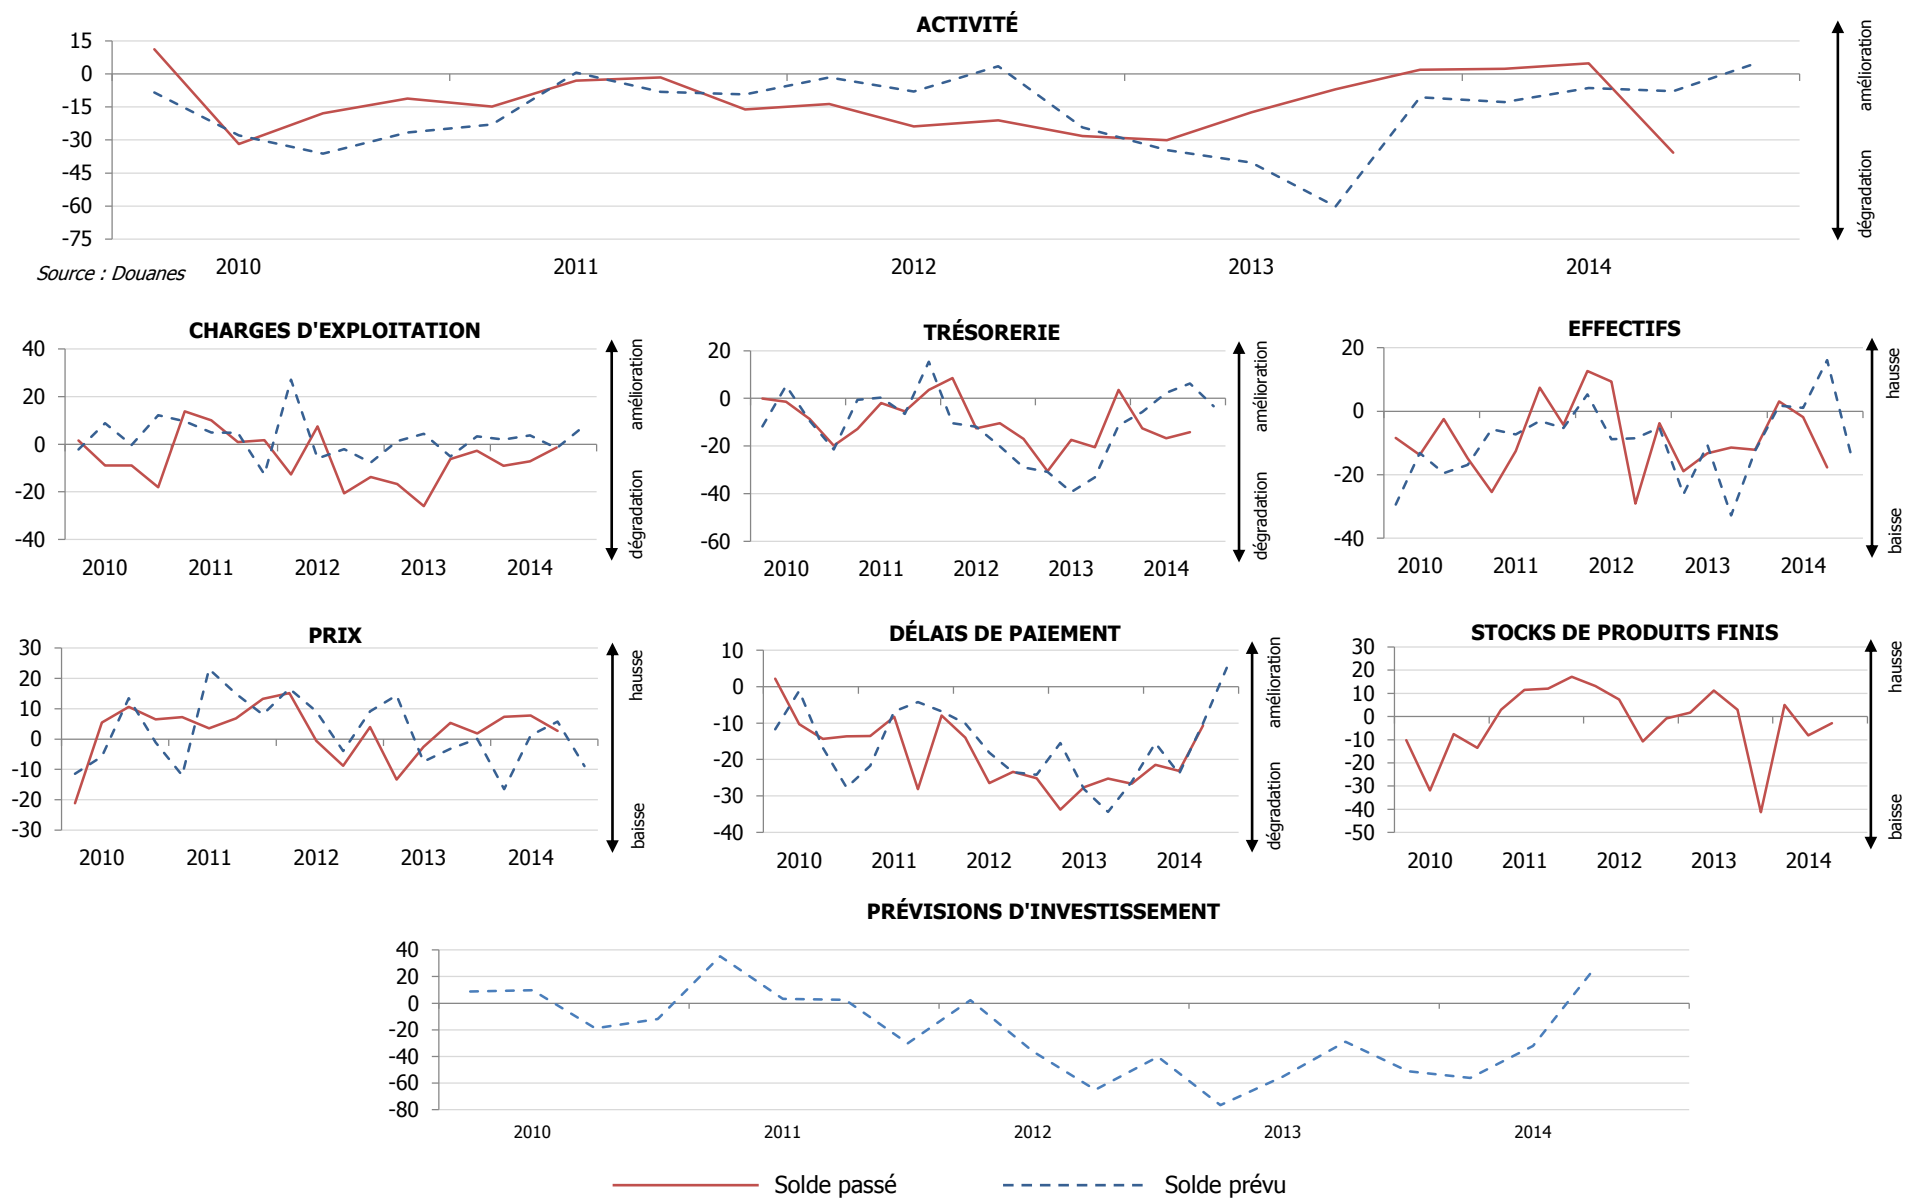 ACTIVITÉ
15
0
-15
-30
-45
-60
-75
amélioration
dégradation
2010 2011 2012 2013 2014
Source : Douanes
CHARGES D'EXPLOITATION
40
20
0
-20
-40
amélioration
dégradation
2010 2011 2012 2013 2014
TRÉSORERIE
20
0
-20
-40
-60
amélioration
dégradation
2010 2011 2012 2013 2014
EFFECTIFS
20
0
-20
-40
hausse
baisse
2010 2011 2012 2013 2014
PRIX
30
20
10
0
-10
-20
-30
hausse
baisse
2010 2011 2012 2013 2014
DÉLAIS DE PAIEMENT
10
0
-10
-20
-30
-40
amélioration
dégradation
2010 2011 2012 2013 2014
STOCKS DE PRODUITS FINIS
30
20
10
0
-10
-20
-30
-40
-50
hausse
baisse
2010 2011 2012 2013 2014
PRÉVISIONS D'INVESTISSEMENT
40
20
0
-20
-40
-60
-80
2010 2011 2012 2013 2014
Solde passé Solde prévu